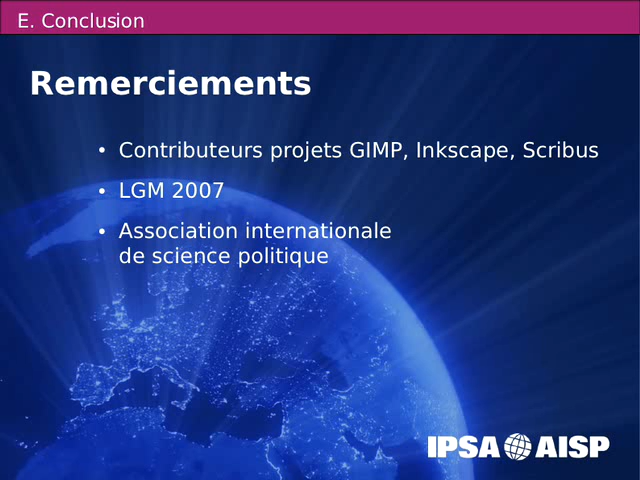 E. Conclusion
Remerciements
• Contributeurs projets GIMP, Inkscape, Scribus
• LGM 2007
• Association internationale
de science politique
IPSA AISP